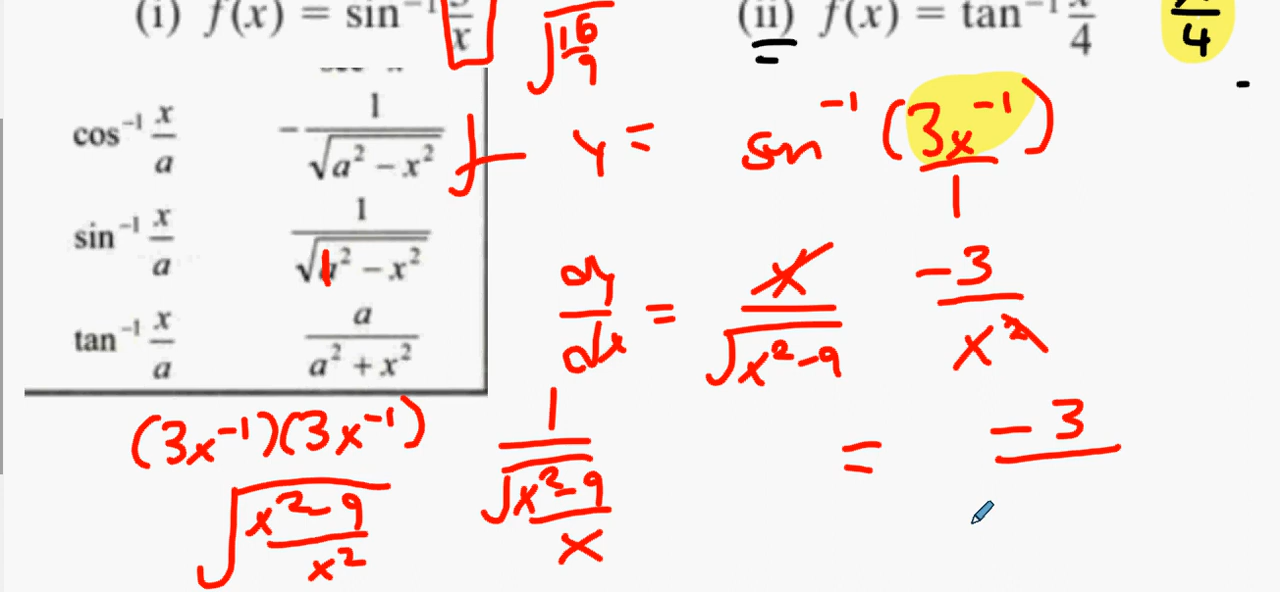 (i) f(x) = sin⁻¹ 3/x
(ii) f(x) = tan⁻¹ x/4
x/4
√(16/9)
cos⁻¹ x/a   −1/√(a² − x²)
sin⁻¹ x/a   1/√(1² − x²)
tan⁻¹ x/a   a/(a² + x²)
y = sin⁻¹ (3x⁻¹)/1
dy/dx = x/√(x²−9) −3/x²
= −3
(3x⁻¹)(3x⁻¹)
√((x²−9)/x²)
1/(√(x²−9)/x)